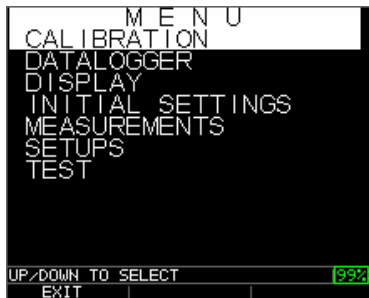 M E N U
CALIBRATION
DATALOGGER
DISPLAY
INITIAL SETTINGS
MEASUREMENTS
SETUPS
TEST
UP/DOWN TO SELECT 99%
EXIT